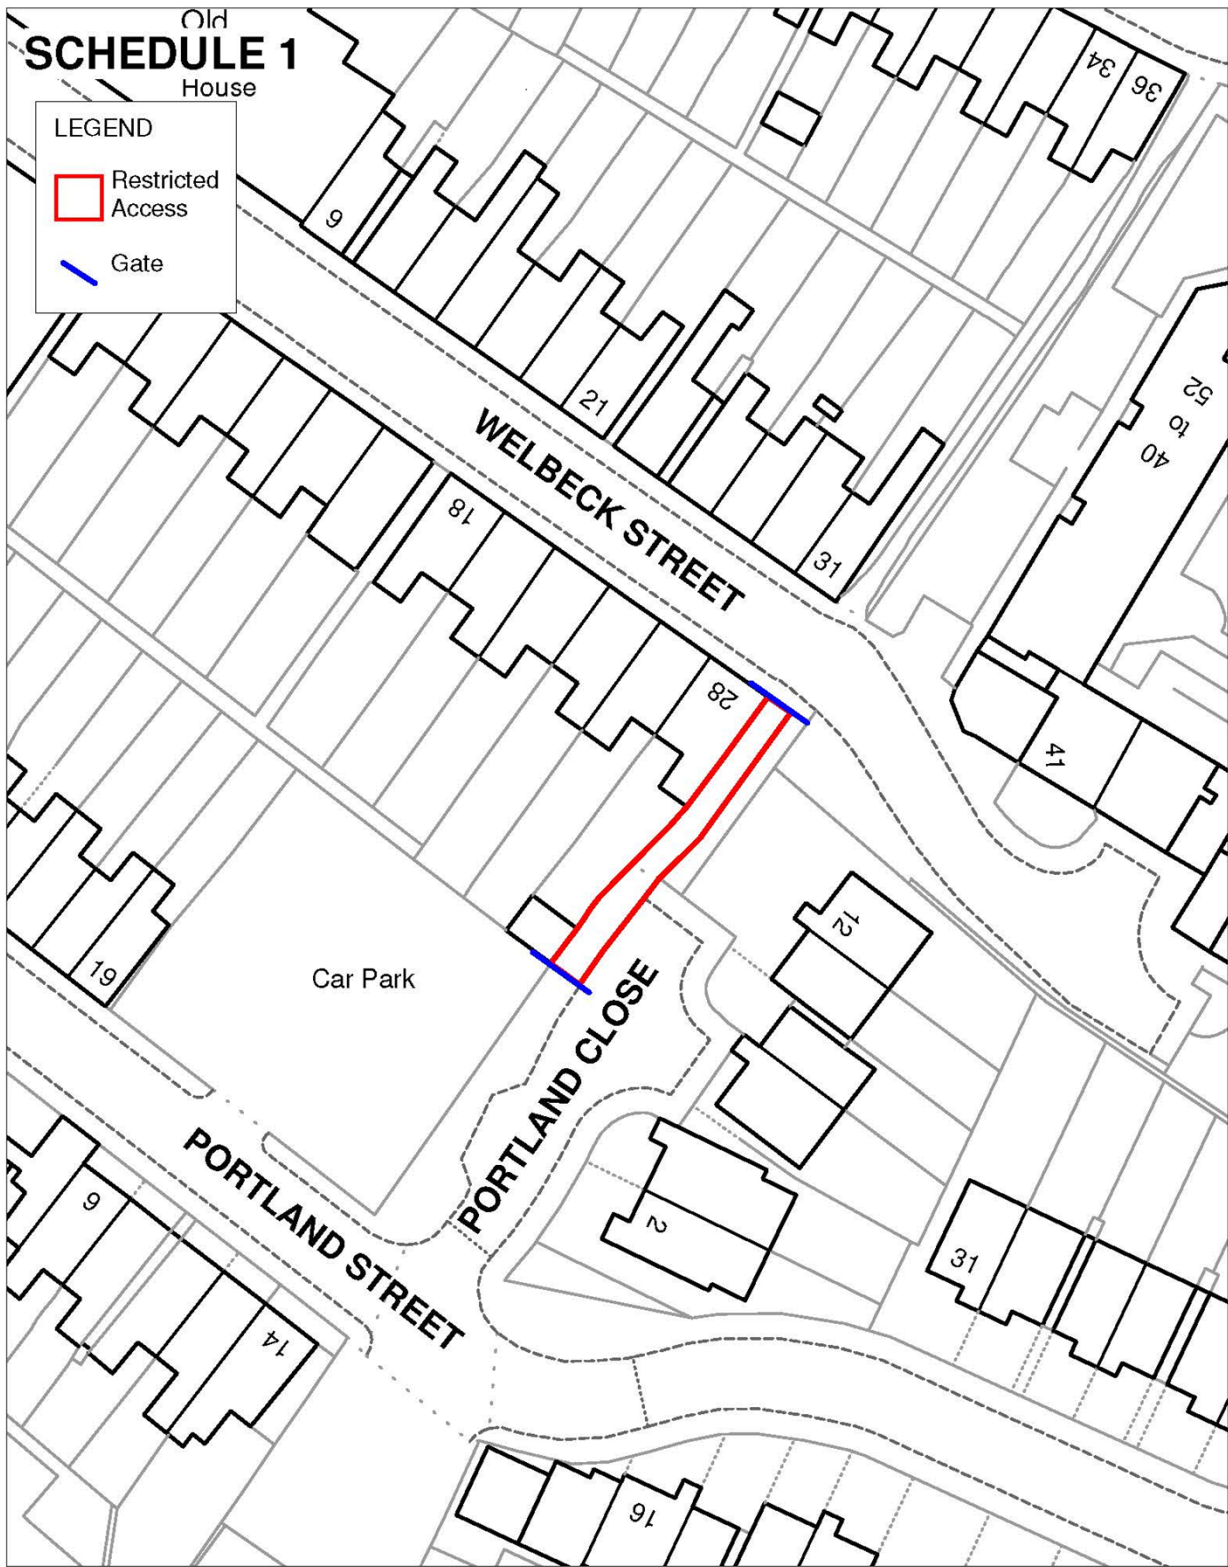 Old
SCHEDULE 1
House
LEGEND
Restricted
Access
Gate
34
36
9
21
52
to
40
WELBECK STREET
18
31
28
41
12
19
Car Park
PORTLAND CLOSE
PORTLAND STREET
9
2
31
14
16